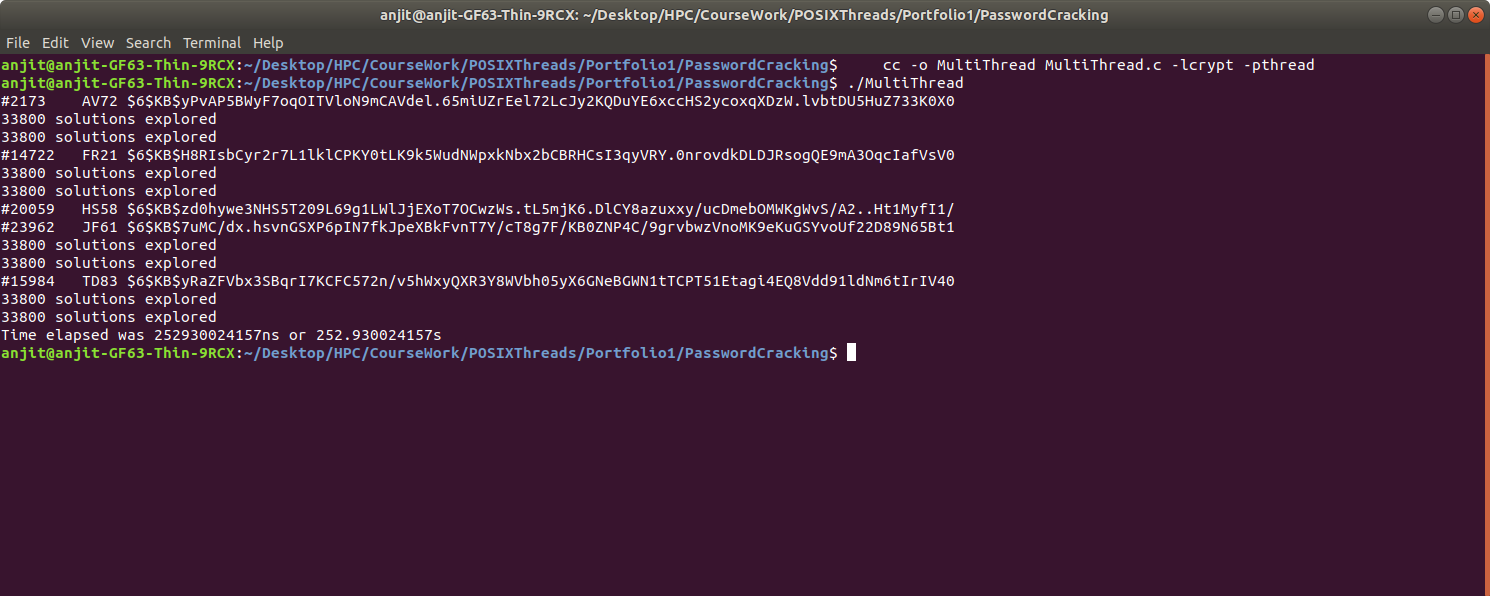 anjit@anjit-GF63-Thin-9RCX: ~/Desktop/HPC/CourseWork/POSIXThreads/Portfolio1/PasswordCracking
File Edit View Search Terminal Help
anjit@anjit-GF63-Thin-9RCX:~/Desktop/HPC/CourseWork/POSIXThreads/Portfolio1/PasswordCracking$     cc -o MultiThread MultiThread.c -lcrypt -pthread
anjit@anjit-GF63-Thin-9RCX:~/Desktop/HPC/CourseWork/POSIXThreads/Portfolio1/PasswordCracking$ ./MultiThread
#2173    AV72 $6$KB$yPvAP5BWyF7oqOITVloN9mCAVdel.65miUZrEel72LcJy2KQDuYE6xccHS2ycoxqXDzW.lvbtDU5HuZ733K0X0
33800 solutions explored
33800 solutions explored
#14722   FR21 $6$KB$H8RIsbCyr2r7L1lklCPKY0tLK9k5WudNWpxkNbx2bCBRHCsI3qyVRY.0nrovdkDLDJRsogQE9mA3OqcIafVsV0
33800 solutions explored
33800 solutions explored
#20059   HS58 $6$KB$zd0hywe3NHS5T209L69g1LWlJjEXoT7OCwzWs.tL5mjK6.DlCY8azuxxy/ucDmebOMWKgWvS/A2..Ht1MyfI1/
#23962   JF61 $6$KB$7uMC/dx.hsvnGSXP6pIN7fkJpeXBkFvnT7Y/cT8g7F/KB0ZNP4C/9grvbwzVnoMK9eKuGSYvoUf22D89N65Bt1
33800 solutions explored
33800 solutions explored
#15984   TD83 $6$KB$yRaZFVbx3SBqrI7KCFC572n/v5hWxyQXR3Y8WVbh05yX6GNeBGWN1tTCPT51Etagi4EQ8Vdd91ldNm6tIrIV40
33800 solutions explored
33800 solutions explored
Time elapsed was 252930024157ns or 252.930024157s
anjit@anjit-GF63-Thin-9RCX:~/Desktop/HPC/CourseWork/POSIXThreads/Portfolio1/PasswordCracking$